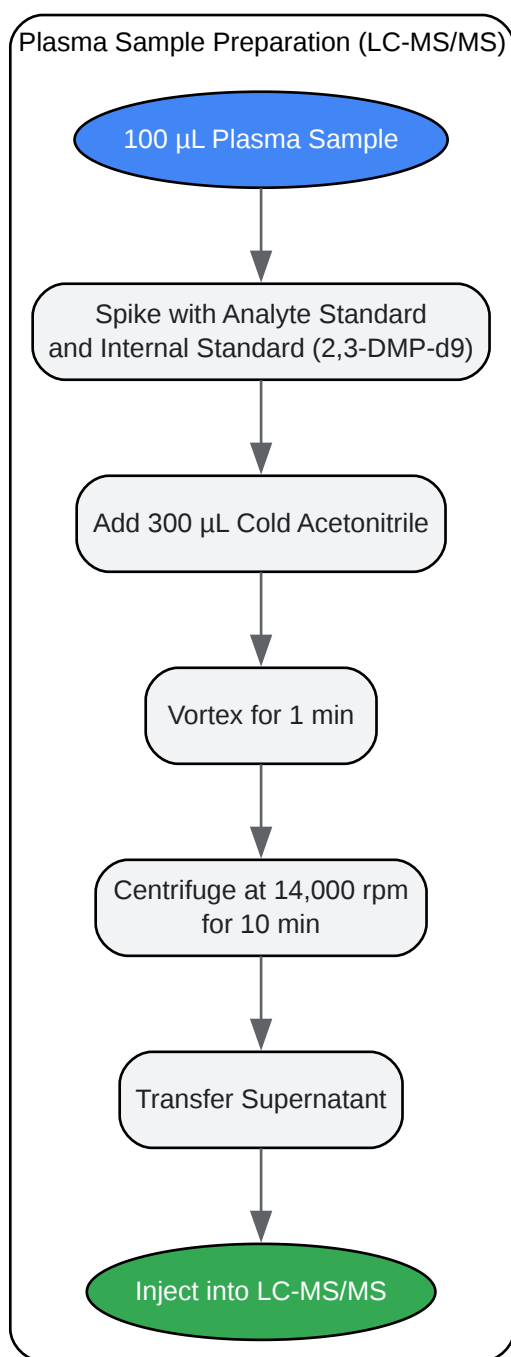 Plasma Sample Preparation (LC-MS/MS)
100 µL Plasma Sample
Spike with Analyte Standard
and Internal Standard (2,3-DMP-d9)
Add 300 µL Cold Acetonitrile
Vortex for 1 min
Centrifuge at 14,000 rpm
for 10 min
Transfer Supernatant
Inject into LC-MS/MS